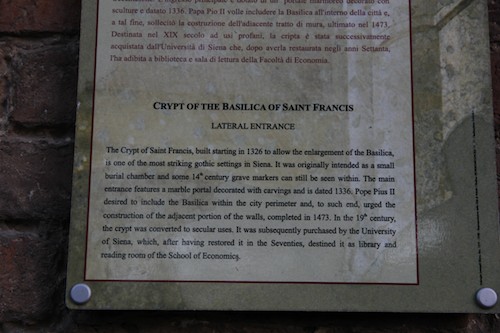 sculture e datato 1336. Papa Pio II volle includere la Basilica all'interno della città e,
a tal fine, sollecitò la costruzione dell'adiacente tratto di mura, ultimato nel 1473.
Destinata nel XIX secolo ad usi profani, la cripta è stata successivamente
acquistata dall'Università di Siena che, dopo averla restaurata negli anni Settanta,
l'ha adibita a biblioteca e sala di lettura della Facoltà di Economia.
CRYPT OF THE BASILICA OF SAINT FRANCIS
LATERAL ENTRANCE
The Crypt of Saint Francis, built starting in 1326 to allow the enlargement of the Basilica,
is one of the most striking gothic settings in Siena. It was originally intended as a small
burial chamber and some 14th century grave markers can still be seen within. The main
entrance features a marble portal decorated with carvings and is dated 1336. Pope Pius II
desired to include the Basilica within the city perimeter and, to such end, urged the
construction of the adjacent portion of the walls, completed in 1473. In the 19th century,
the crypt was converted to secular uses. It was subsequently purchased by the University
of Siena, which, after having restored it in the Seventies, destined it as library and
reading room of the School of Economics.